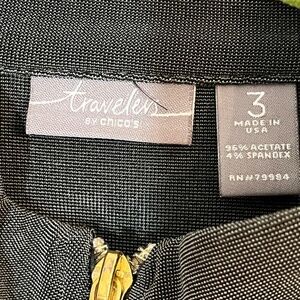 travelers
BY chico's
3
MADE IN
USA
96% ACETATE
4% SPANDEX
RN#79984